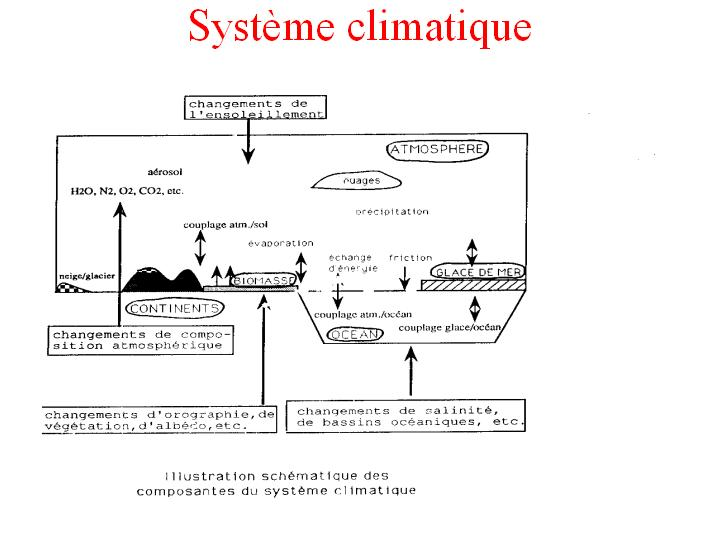 Système climatique
changements de
l'ensoleillement
ATMOSPHÈRE
aérosol
nuages
H2O, N2, O2, CO2, etc.
précipitation
couplage atm./sol
évaporation
échange
d'énergie
friction
neige/glacier
BIOMASSE
GLACE DE MER
CONTINENTS
couplage atm./océan
couplage glace/océan
OCÉAN
changements de compo-
sition atmosphérique
changements d'orographie,de
végétation,d'albédo,etc.
changements de salinité,
de bassins océaniques, etc.
Illustration schématique des
composantes du système climatique